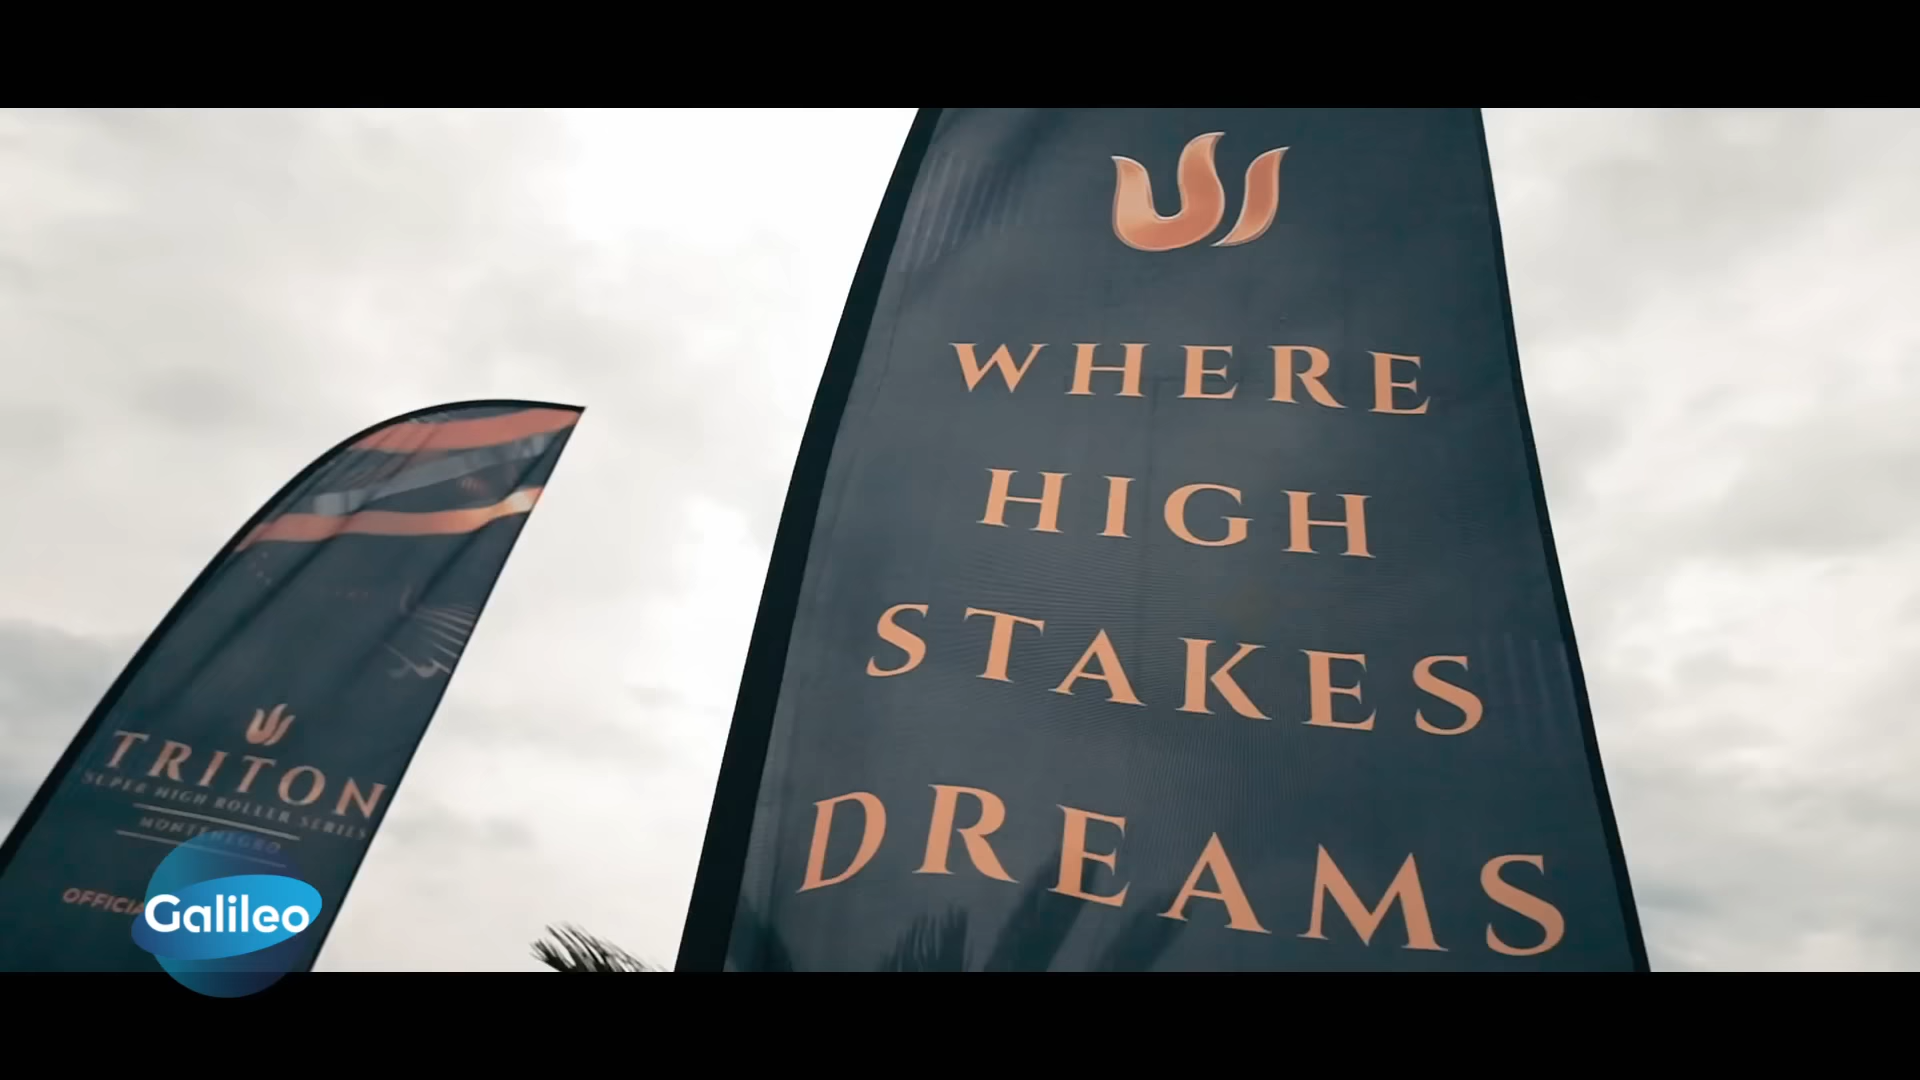 WHERE
HIGH
STAKES
DREAMS
TRITON
SUPER HIGH ROLLER SERIES
MONTENEGRO
Galileo